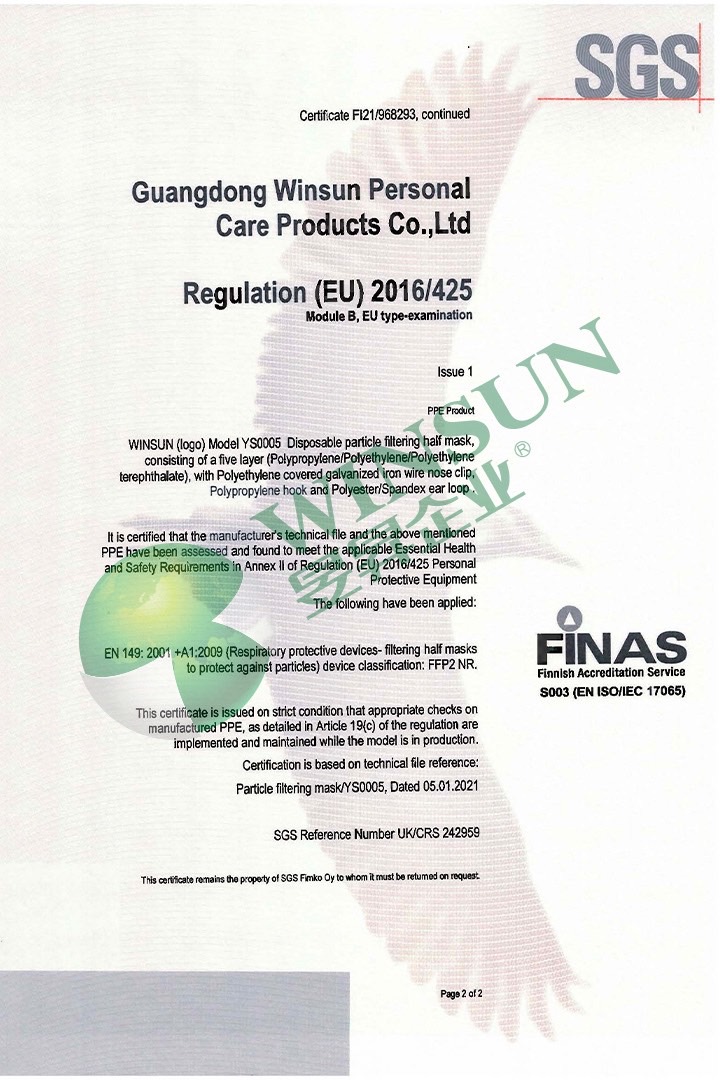 SGS
Certificate FI21/968293, continued
Guangdong Winsun Personal
Care Products Co.,Ltd
Regulation (EU) 2016/425
Module B, EU type-examination
Issue 1
PPE Product
WINSUN (logo) Model YS0005 Disposable particle filtering half mask,
consisting of a five layer (Polypropylene/Polyethylene/Polyethylene
terephthalate), with Polyethylene covered galvanized iron wire nose clip,
Polypropylene hook and Polyester/Spandex ear loop .
WINSUN®
昱升企业
It is certified that the manufacturer's technical file and the above mentioned
PPE have been assessed and found to meet the applicable Essential Health
and Safety Requirements in Annex II of Regulation (EU) 2016/425 Personal
Protective Equipment
The following have been applied:
FINAS
Finnish Accreditation Service
S003 (EN ISO/IEC 17065)
EN 149: 2001 +A1:2009 (Respiratory protective devices- filtering half masks
to protect against particles) device classification: FFP2 NR.
This certificate is issued on strict condition that appropriate checks on
manufactured PPE, as detailed in Article 19(c) of the regulation are
implemented and maintained while the model is in production.
Certification is based on technical file reference:
Particle filtering mask/YS0005, Dated 05.01.2021
SGS Reference Number UK/CRS 242959
This certificate remains the property of SGS Fimko Oy to whom it must be returned on request.
Page 2 of 2